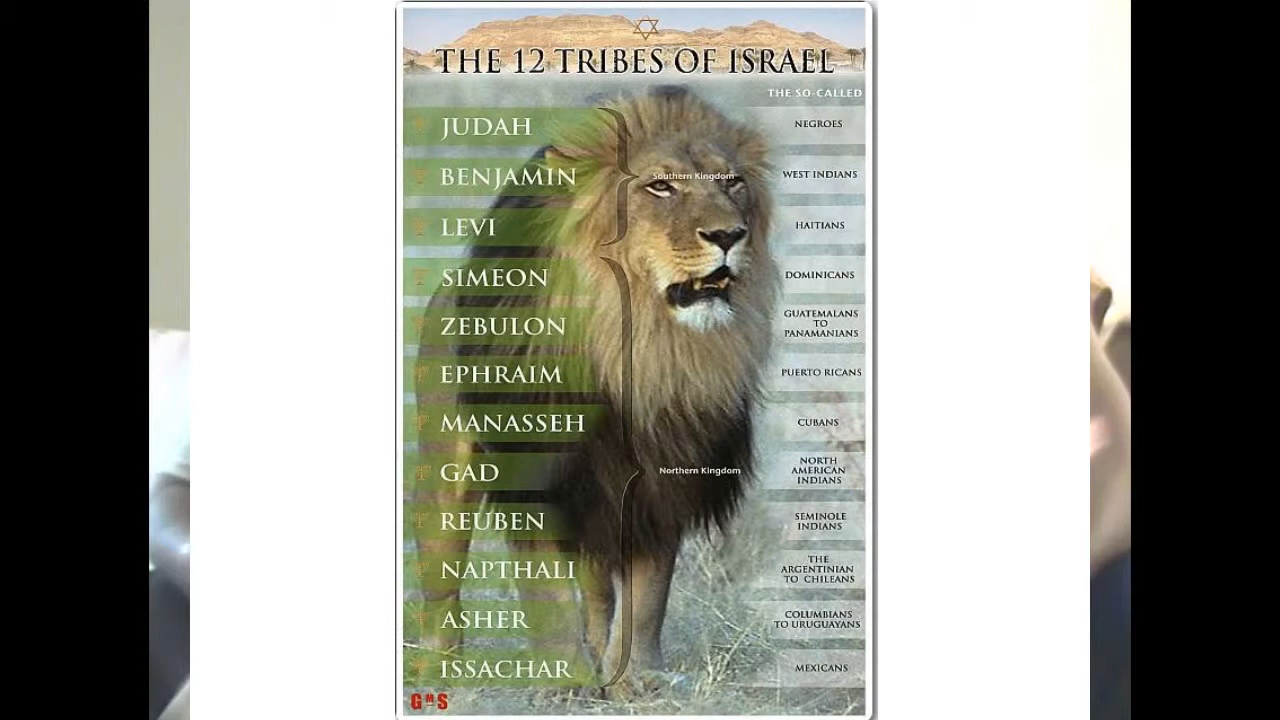 THE 12 TRIBES OF ISRAEL
THE SO-CALLED
JUDAH
NEGROES
BENJAMIN
Southern Kingdom
WEST INDIANS
LEVI
HAITIANS
SIMEON
DOMINICANS
ZEBULON
GUATEMALANS
TO
PANAMANIANS
EPHRAIM
PUERTO RICANS
MANASSEH
CUBANS
GAD
Northern Kingdom
NORTH
AMERICAN
INDIANS
REUBEN
SEMINOLE
INDIANS
NAPTHALI
THE
ARGENTINIAN
TO CHILEANS
ASHER
COLUMBIANS
TO URUGUAYANS
ISSACHAR
MEXICANS
GMS